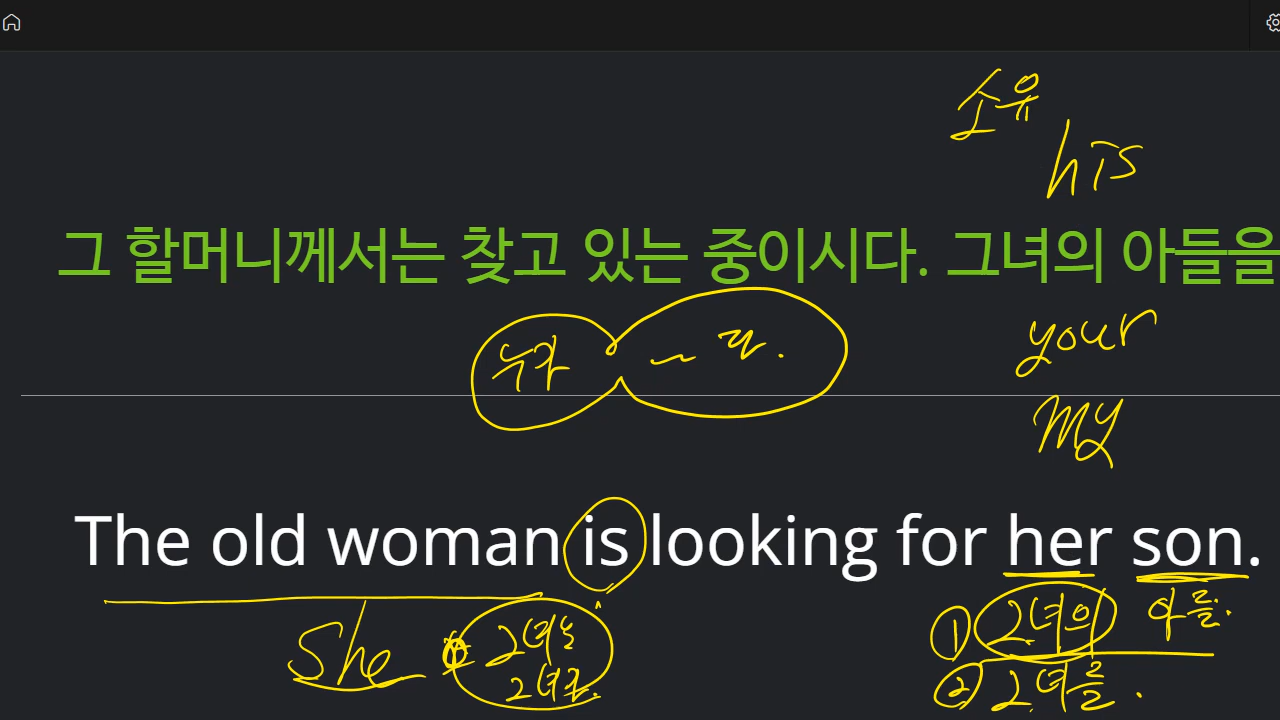 소유
his
그 할머니께서는 찾고 있는 중이시다. 그녀의 아들을
your
누가 ~ 다.
my
The old woman is looking for her son.
① 그녀의 아들.
She 그녀는
그녀가.
② 그녀를.